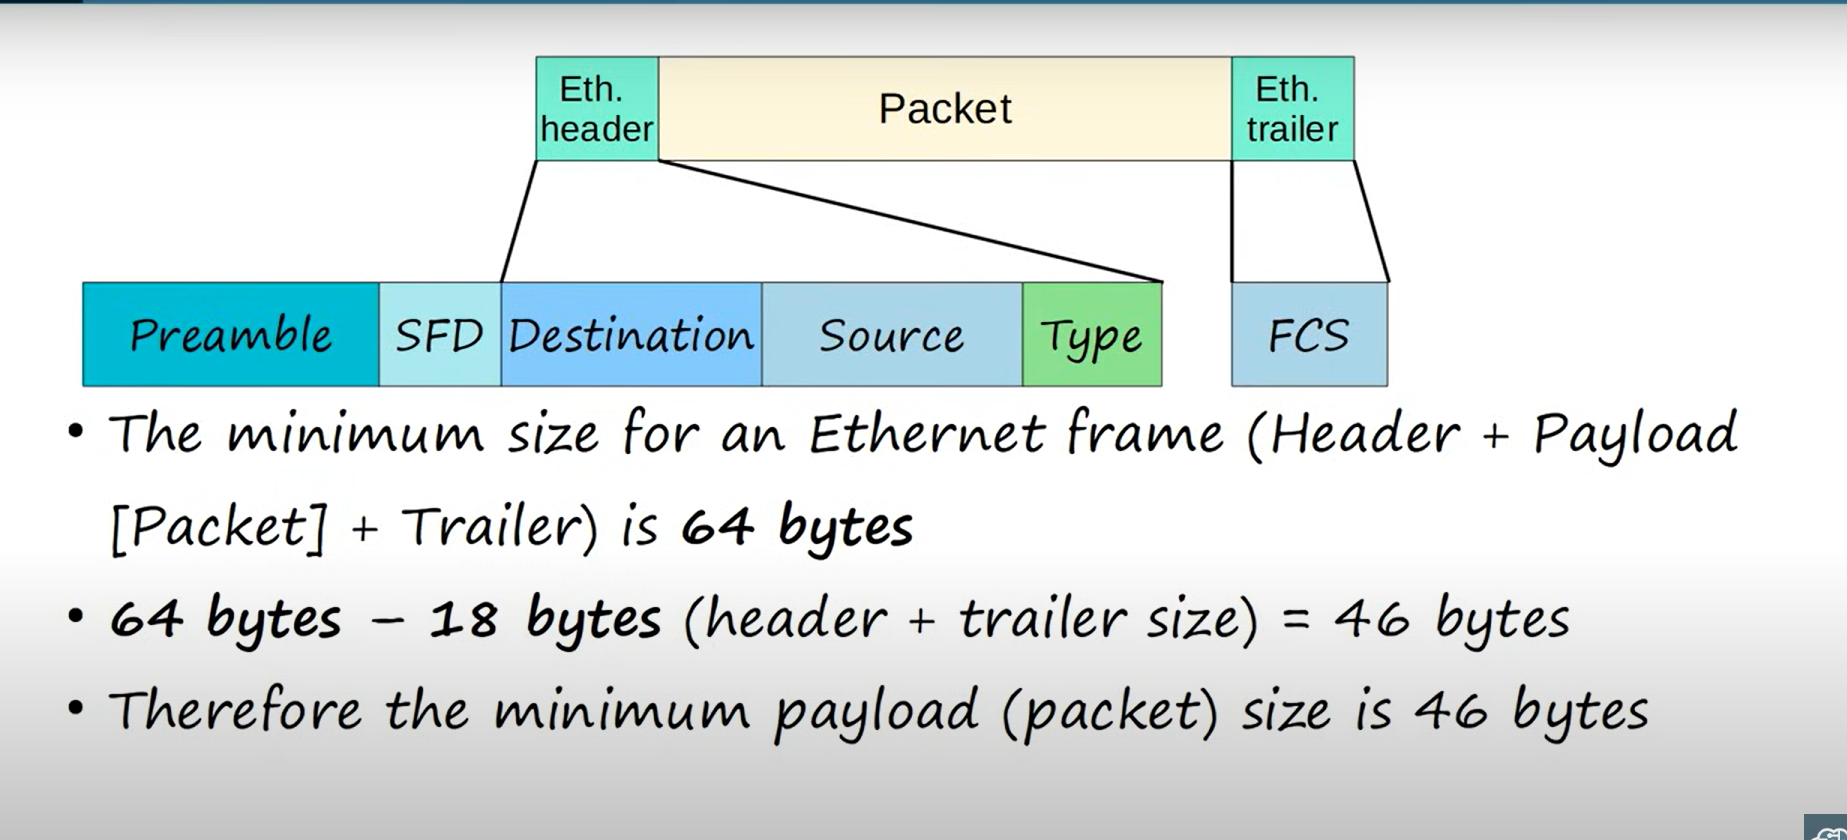 Eth.
header
Packet
Eth.
trailer
Preamble
SFD
Destination
Source
Type
FCS
• The minimum size for an Ethernet frame (Header + Payload
[Packet] + Trailer) is 64 bytes
• 64 bytes – 18 bytes (header + trailer size) = 46 bytes
• Therefore the minimum payload (packet) size is 46 bytes